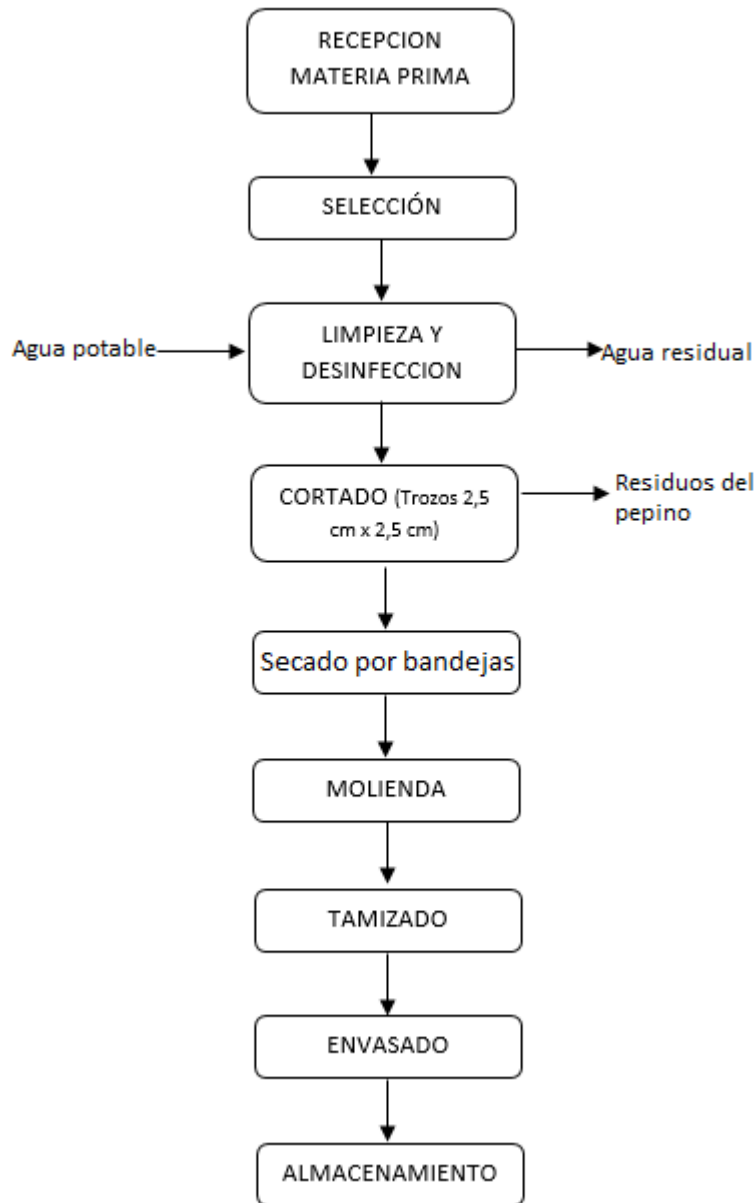 RECEPCION
MATERIA PRIMA
SELECCIÓN
Agua potable
LIMPIEZA Y
DESINFECCION
Agua residual
CORTADO (Trozos 2,5
cm x 2,5 cm)
Residuos del
pepino
Secado por bandejas
MOLIENDA
TAMIZADO
ENVASADO
ALMACENAMIENTO